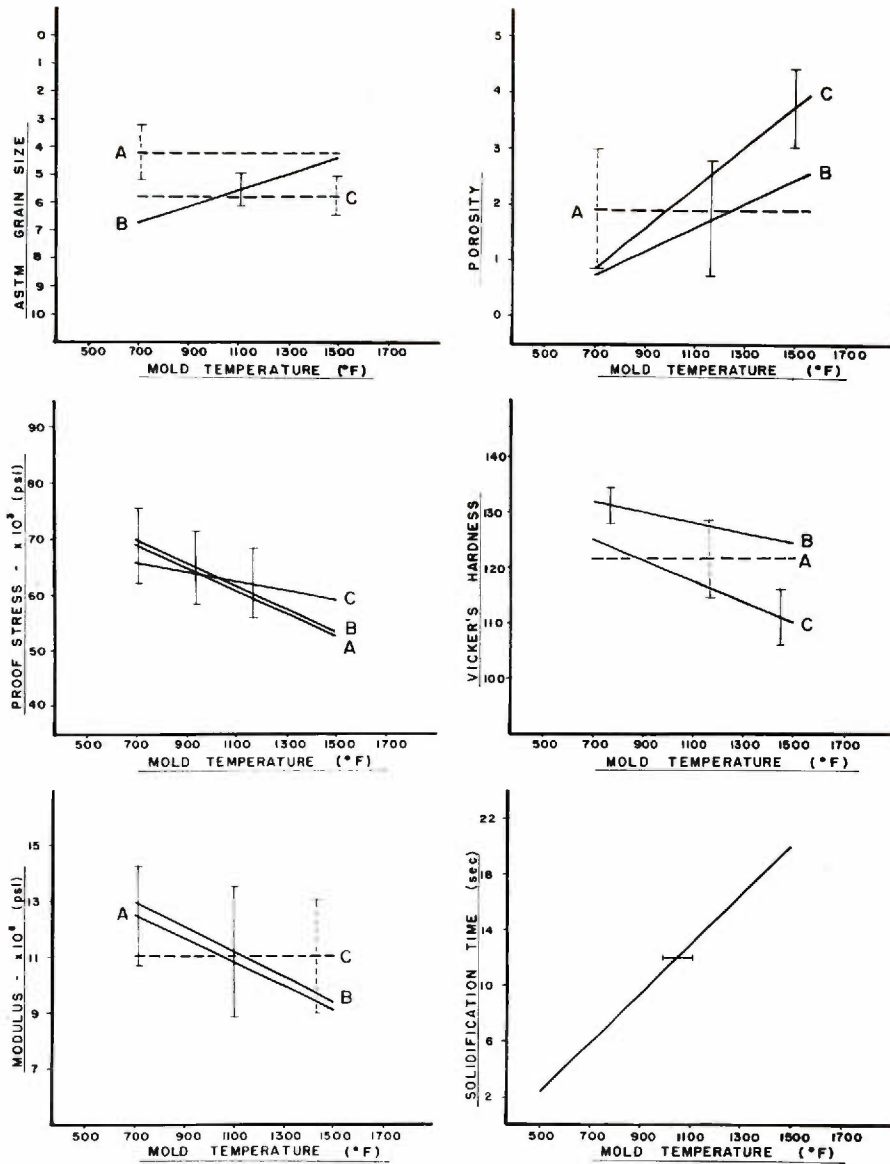 ASTM GRAIN SIZE
0
1
2
3
4
5
6
7
8
9
10
A
B
C
500 700 900 1100 1300 1500 1700
MOLD TEMPERATURE (°F)
POROSITY
5
4
3
2
1
0
A
C
B
500 700 900 1100 1300 1500 1700
MOLD TEMPERATURE (°F)
PROOF STRESS - x10³ (psi)
90
80
70
60
50
40
C
B
A
500 700 900 1100 1300 1500 1700
MOLD TEMPERATURE (°F)
VICKER'S HARDNESS
140
130
120
110
100
B
A
C
500 700 900 1100 1300 1500 1700
MOLD TEMPERATURE (°F)
MODULUS - x10⁶ (psi)
15
13
11
9
7
A
C
B
500 700 900 1100 1300 1500 1700
MOLD TEMPERATURE (°F)
SOLIDIFICATION TIME (sec)
22
18
14
10
6
2
500 700 900 1100 1300 1500 1700
MOLD TEMPERATURE (°F)